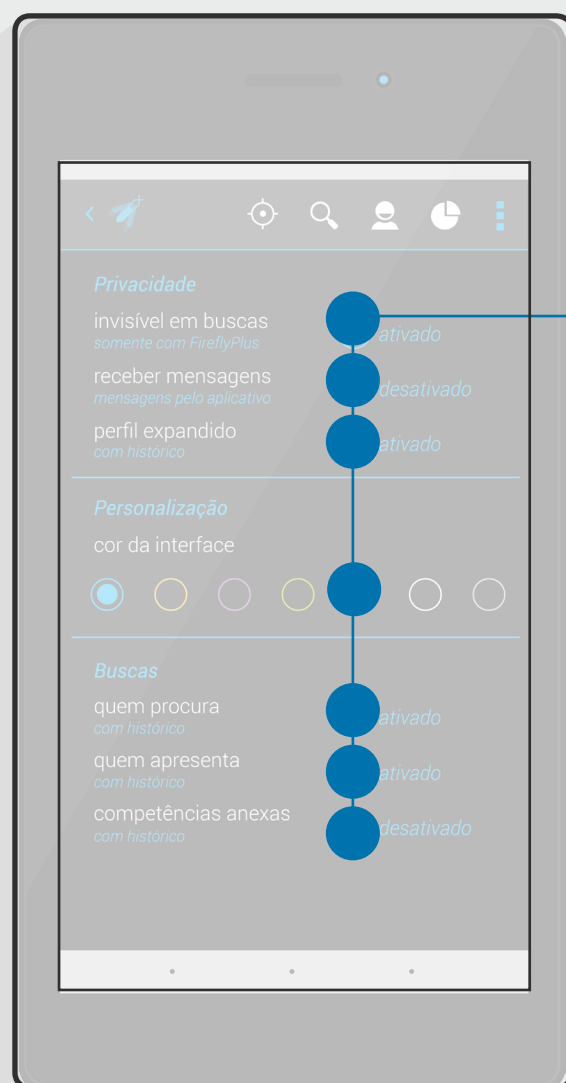 Privacidade
invisível em buscas
somente com FireflyPlus
ativado
receber mensagens
mensagens pelo aplicativo
desativado
perfil expandido
com histórico
ativado
Personalização
cor da interface
Buscas
quem procura
com histórico
ativado
quem apresenta
com histórico
ativado
competências anexas
com histórico
desativado